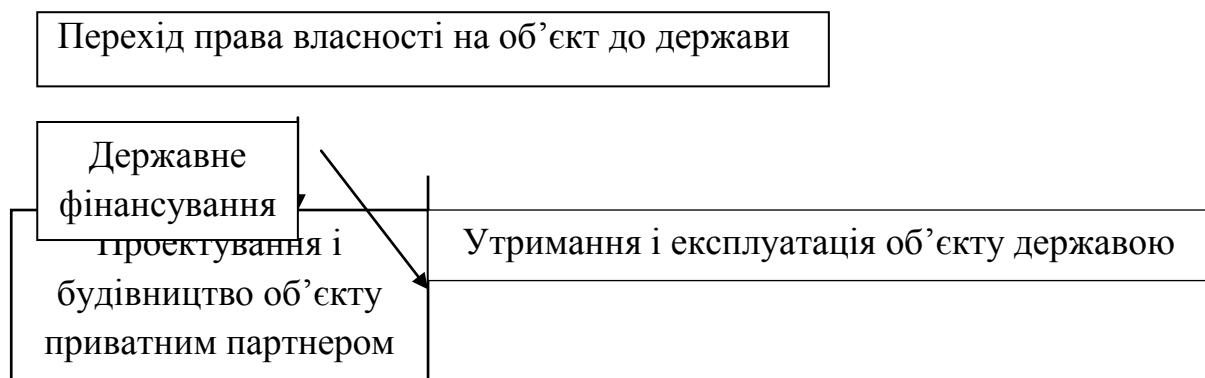 Перехід права власності на об’єкт до держави
Державне
фінансування
Проектування і
будівництво об’єкту
приватним партнером
Утримання і експлуатація об’єкту державою